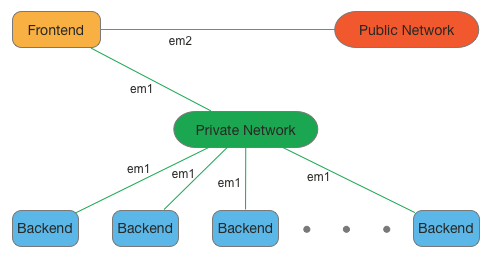 Frontend
Public Network
em2
em1
Private Network
em1
em1
em1
em1
Backend
Backend
Backend
Backend